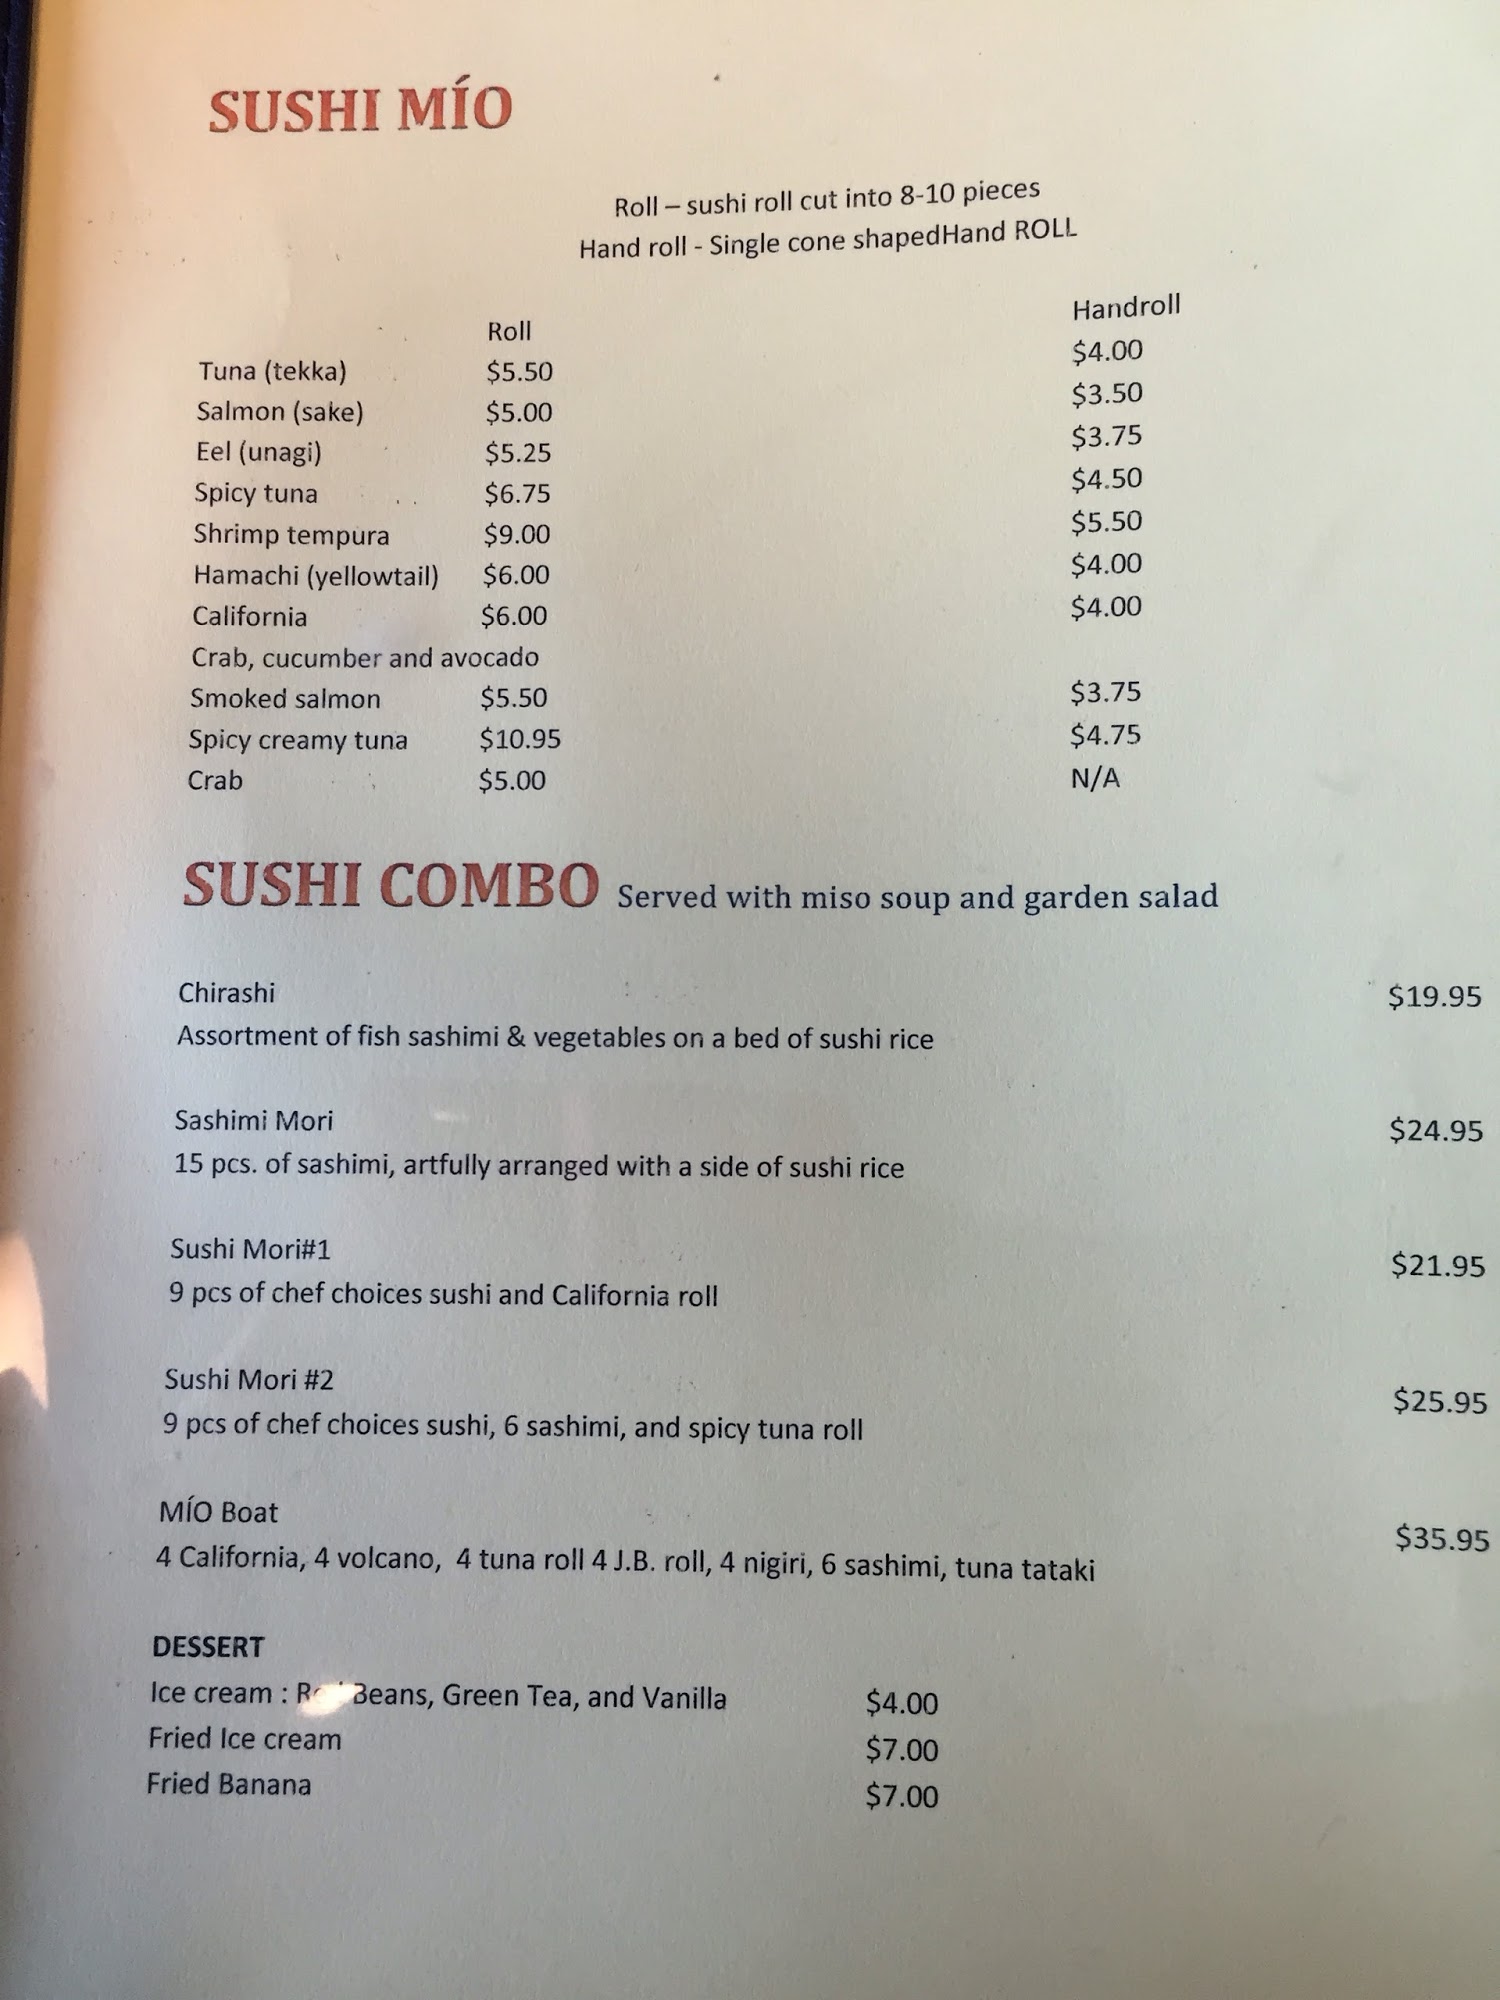 SUSHI MÍO
Roll – sushi roll cut into 8-10 pieces
Hand roll - Single cone shapedHand ROLL
Roll Handroll
Tuna (tekka) $5.50 $4.00
Salmon (sake) $5.00 $3.50
Eel (unagi) $5.25 $3.75
Spicy tuna $6.75 $4.50
Shrimp tempura $9.00 $5.50
Hamachi (yellowtail) $6.00 $4.00
California $6.00 $4.00
Crab, cucumber and avocado
Smoked salmon $5.50 $3.75
Spicy creamy tuna $10.95 $4.75
Crab $5.00 N/A
SUSHI COMBO Served with miso soup and garden salad
Chirashi $19.95
Assortment of fish sashimi & vegetables on a bed of sushi rice
Sashimi Mori $24.95
15 pcs. of sashimi, artfully arranged with a side of sushi rice
Sushi Mori#1 $21.95
9 pcs of chef choices sushi and California roll
Sushi Mori #2 $25.95
9 pcs of chef choices sushi, 6 sashimi, and spicy tuna roll
MÍO Boat $35.95
4 California, 4 volcano, 4 tuna roll 4 J.B. roll, 4 nigiri, 6 sashimi, tuna tataki
DESSERT
Ice cream : Beans, Green Tea, and Vanilla $4.00
Fried Ice cream $7.00
Fried Banana $7.00